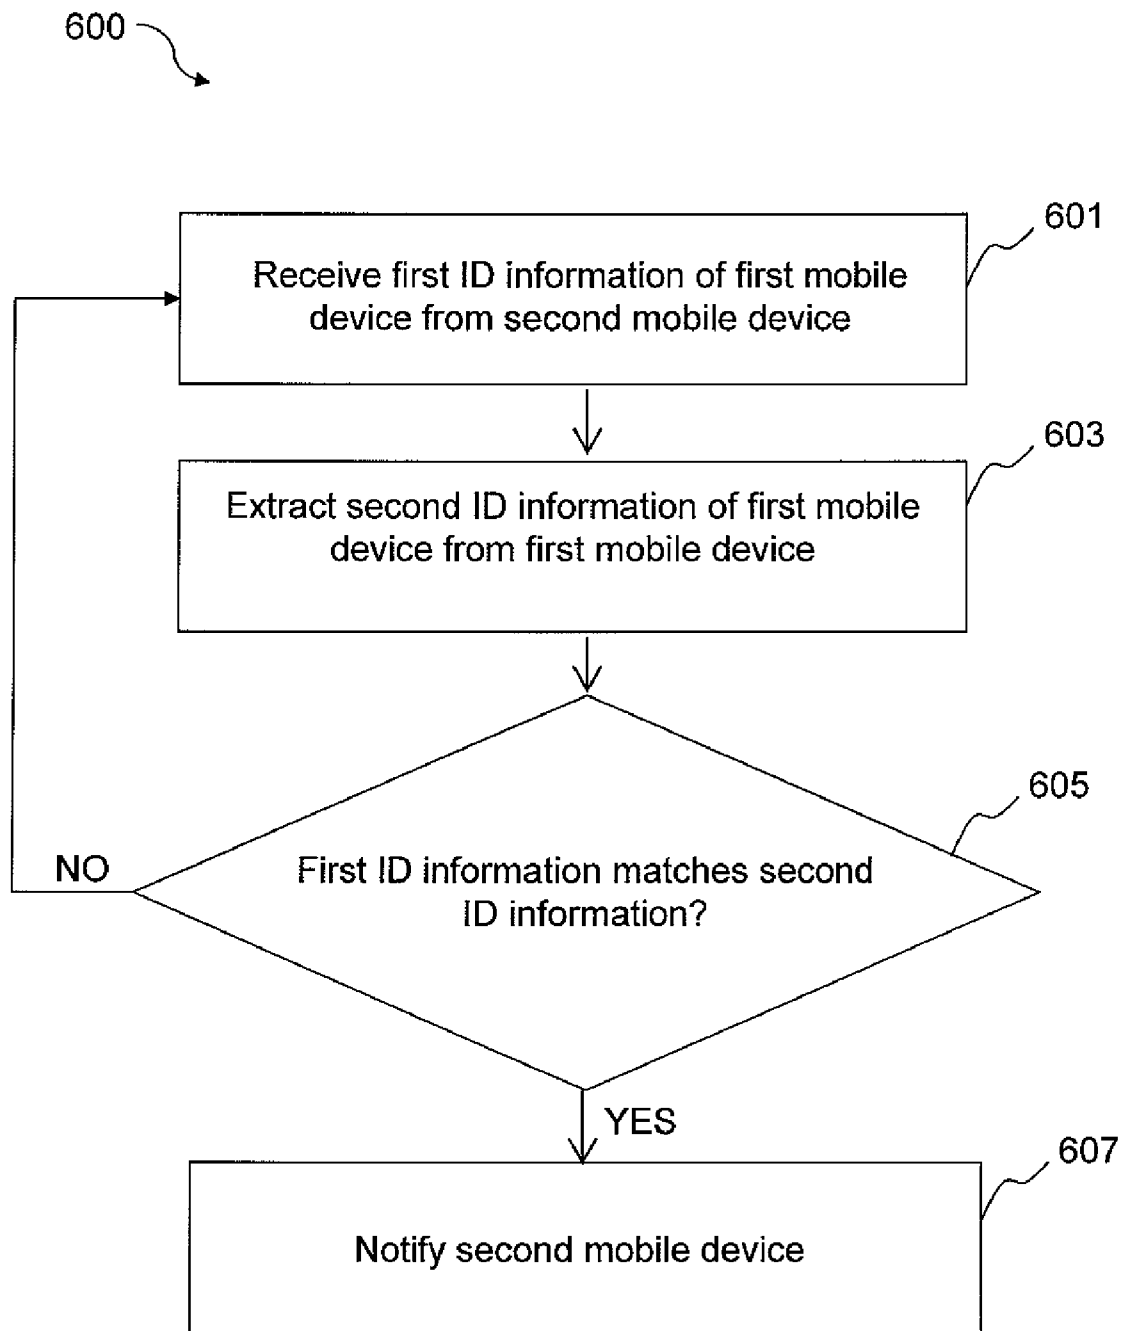 600
601
Receive first ID information of first mobile
device from second mobile device
603
Extract second ID information of first mobile
device from first mobile device
605
First ID information matches second
ID information?
NO
YES
607
Notify second mobile device